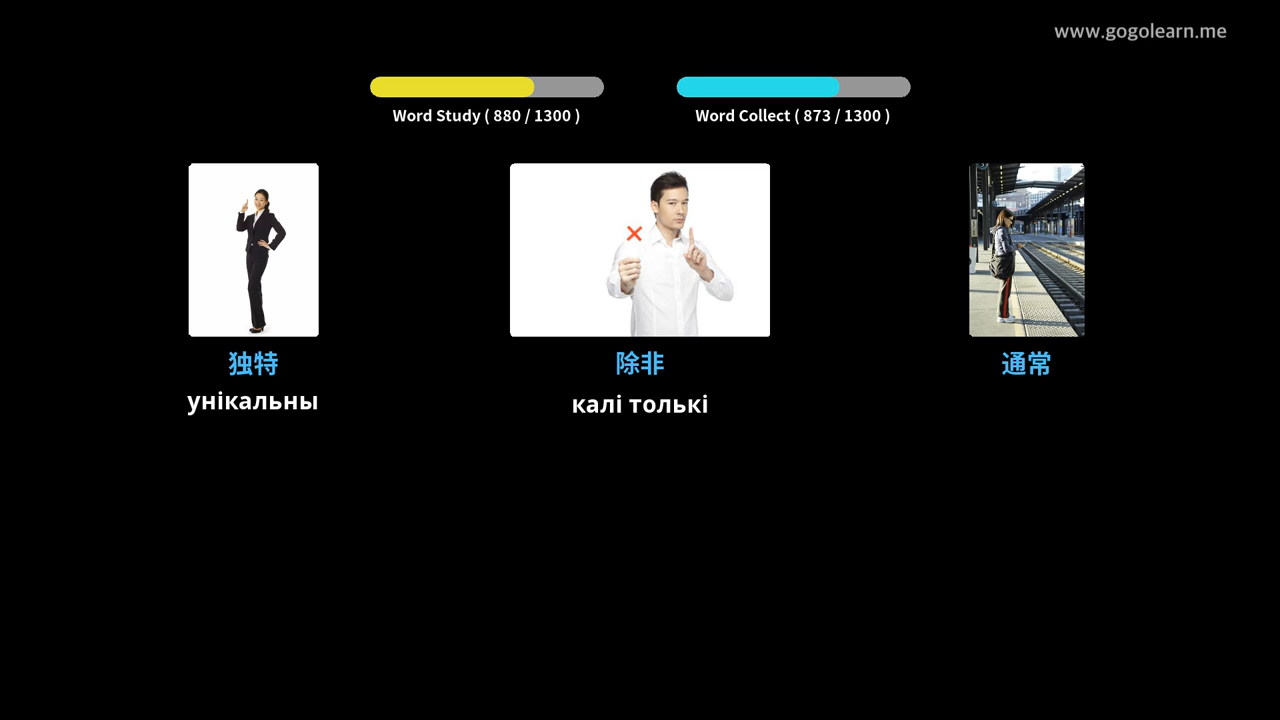 www.gogolearn.me
Word Study ( 880 / 1300 )
Word Collect ( 873 / 1300 )
独特
除非
通常
унікальны
калі толькі